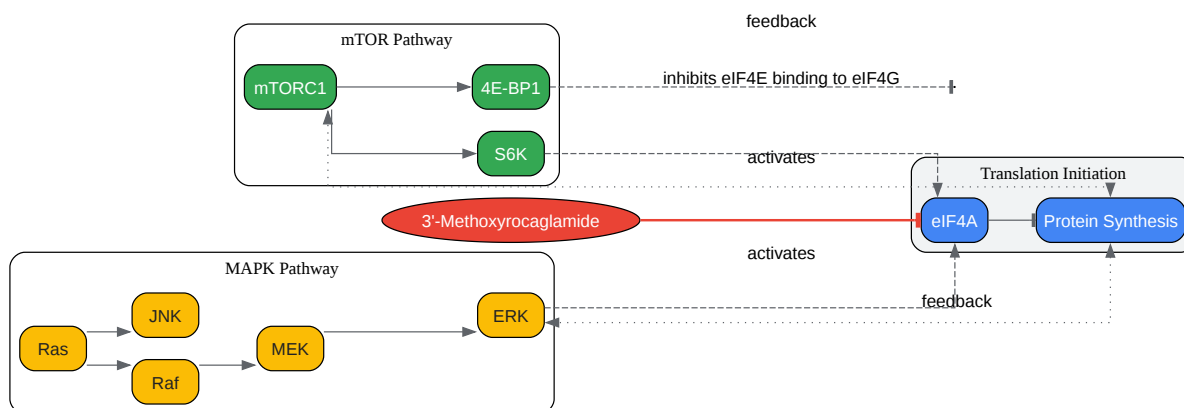 feedback
mTOR Pathway
mTORC1
4E-BP1
inhibits eIF4E binding to eIF4G
S6K
activates
Translation Initiation
3'-Methoxyrocaglamide
eIF4A
Protein Synthesis
activates
MAPK Pathway
feedback
JNK
ERK
Ras
MEK
Raf